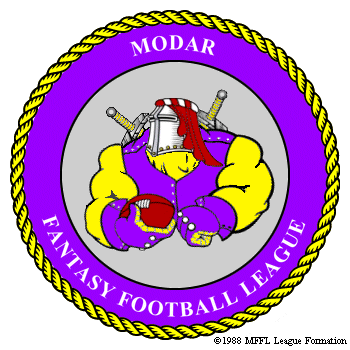 MODAR
FANTASY FOOTBALL LEAGUE
©1988 MFFL League Formation